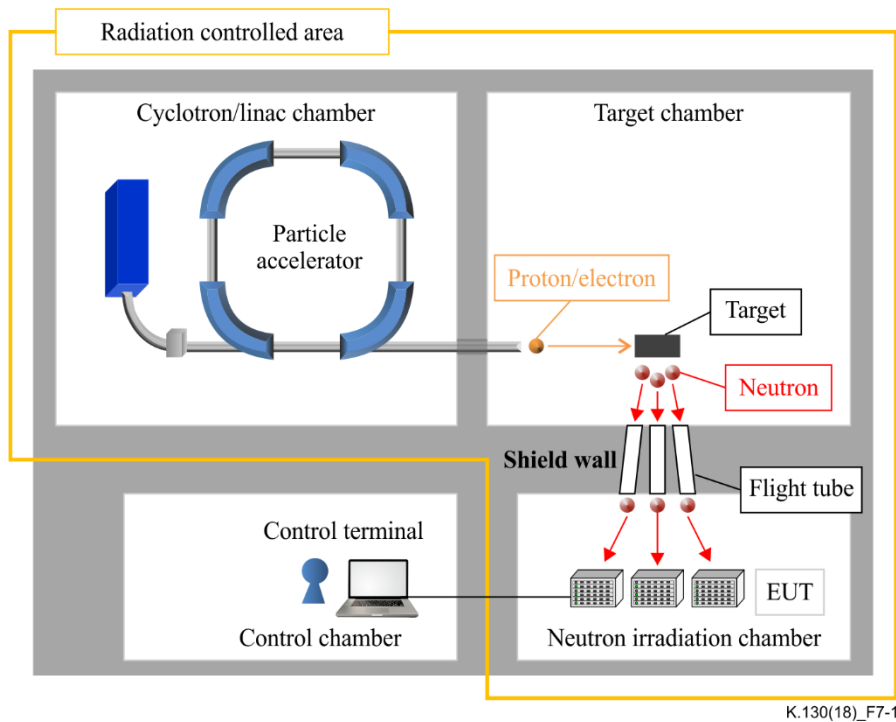 Radiation controlled area
Cyclotron/linac chamber
Target chamber
Particle
accelerator
Proton/electron
Target
Neutron
Shield wall
Flight tube
Control terminal
EUT
Control chamber
Neutron irradiation chamber
K.130(18)_F7-1